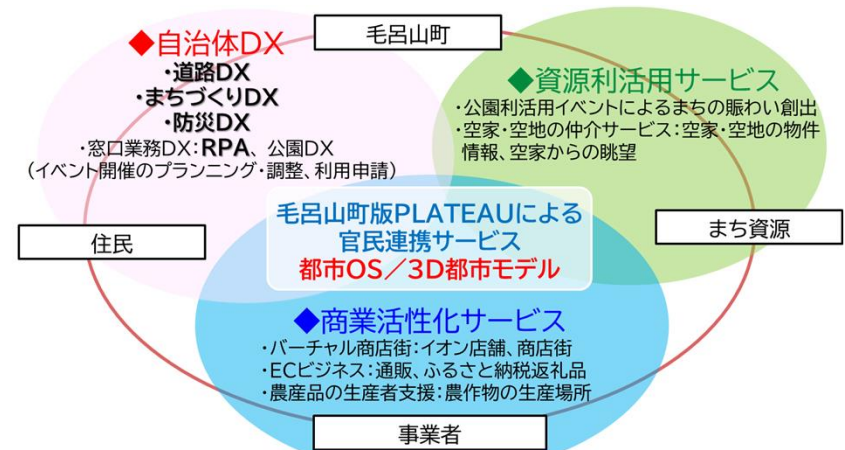 毛呂山町
◆自治体DX
・道路DX
・まちづくりDX
・防災DX
・窓口業務DX：RPA、公園DX
（イベント開催のプランニング・調整、利用申請）
◆資源利活用サービス
・公園利活用イベントによるまちの賑わい創出
・空家・空地の仲介サービス：空家・空地の物件
情報、空家からの眺望
住民
まち資源
毛呂山町版PLATEAUによる
官民連携サービス
都市OS／3D都市モデル
◆商業活性化サービス
・バーチャル商店街：イオン店舗、商店街
・ECビジネス：通販、ふるさと納税返礼品
・農産品の生産者支援：農作物の生産場所
事業者